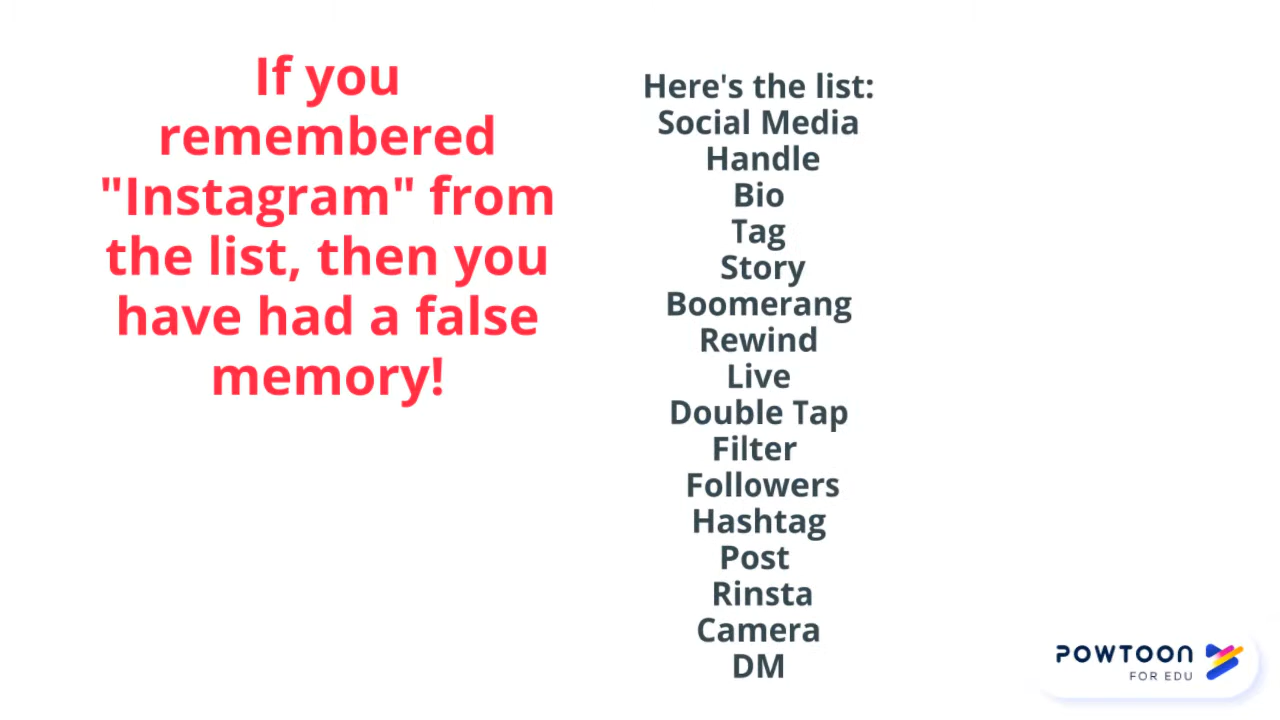 If you
remembered
"Instagram" from
the list, then you
have had a false
memory!
Here's the list:
Social Media
Handle
Bio
Tag
Story
Boomerang
Rewind
Live
Double Tap
Filter
Followers
Hashtag
Post
Rinsta
Camera
DM
POWTOON
FOR EDU